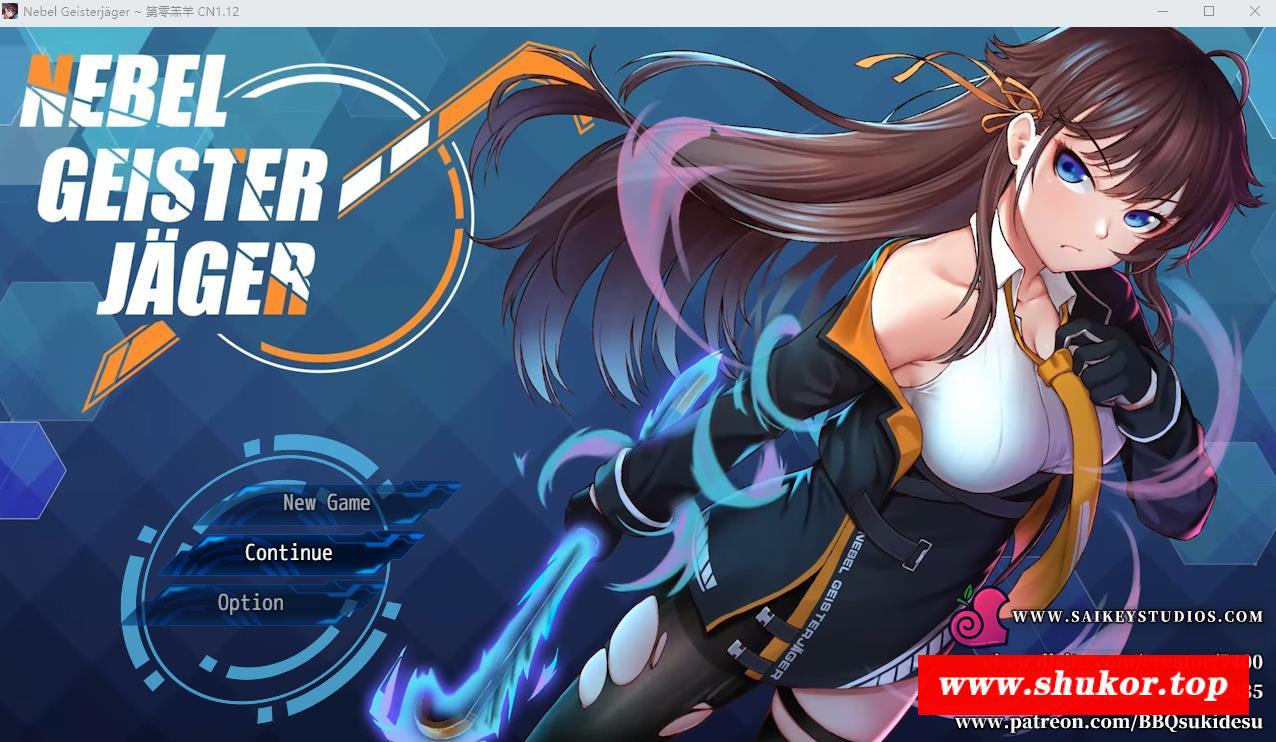 Nebel Geisterjäger ~ 第零羔羊 CN1.12
NEBEL
GEISTER
JÄGER
New Game
Continue
Option
NEBEL GEISTERJÄGER
WWW.SAIKEYSTUDIOS.COM
www.shukor.top
www.patreon.com/BBQsukidesu